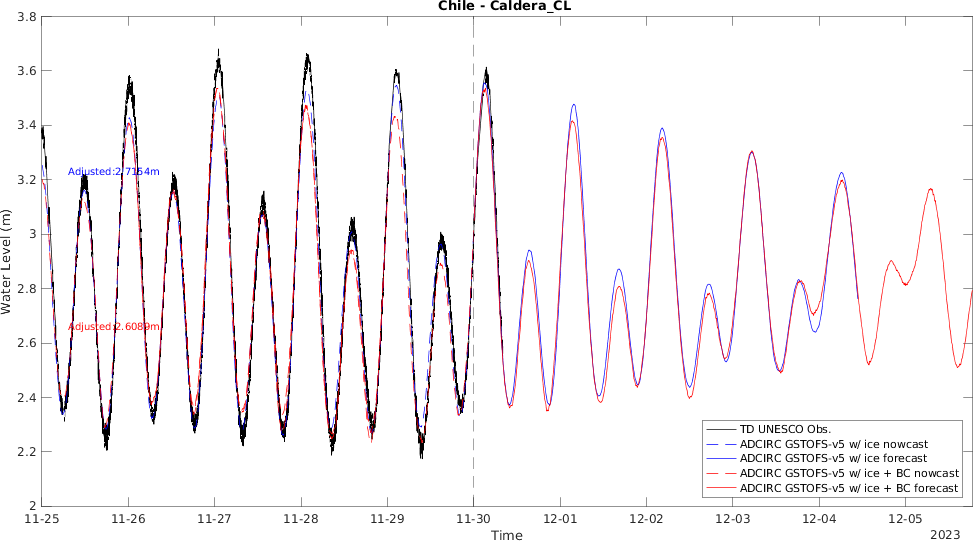 Chile - Caldera_CL
Water Level (m)
3.8
3.6
3.4
3.2
3
2.8
2.6
2.4
2.2
2
Adjusted:2.7154m
Adjusted:2.6089m
TD UNESCO Obs.
ADCIRC GSTOFS-v5 w/ ice nowcast
ADCIRC GSTOFS-v5 w/ ice forecast
ADCIRC GSTOFS-v5 w/ ice + BC nowcast
ADCIRC GSTOFS-v5 w/ ice + BC forecast
11-25 11-26 11-27 11-28 11-29 11-30 12-01 12-02 12-03 12-04 12-05
Time
2023